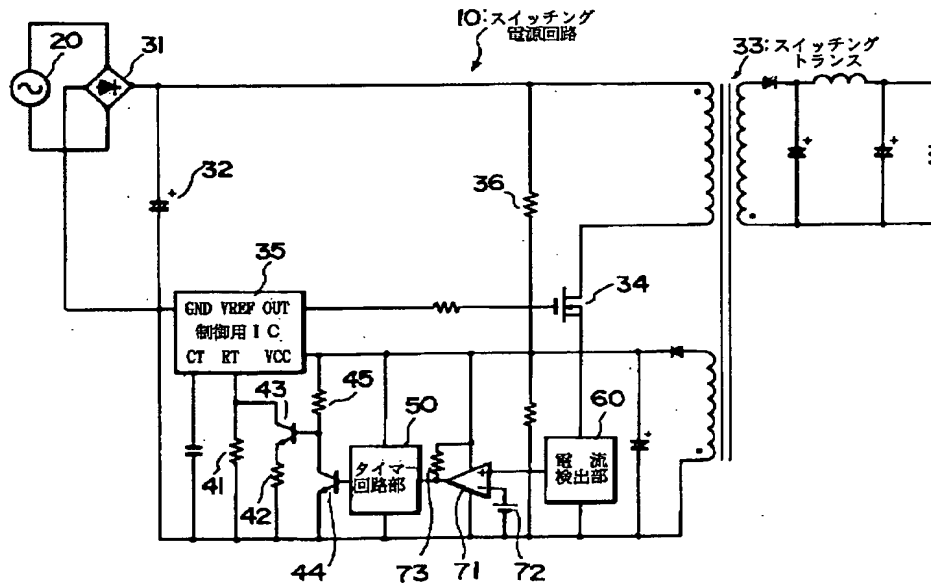 10:スイッチング
電源回路
20
31
33:スイッチング
トランス
32
36
35
34
GND VREF OUT
制御用IC
CT RT VCC
43
45
50
60
41
42
タイマー
回路部
電流
検出部
44
73
71
72